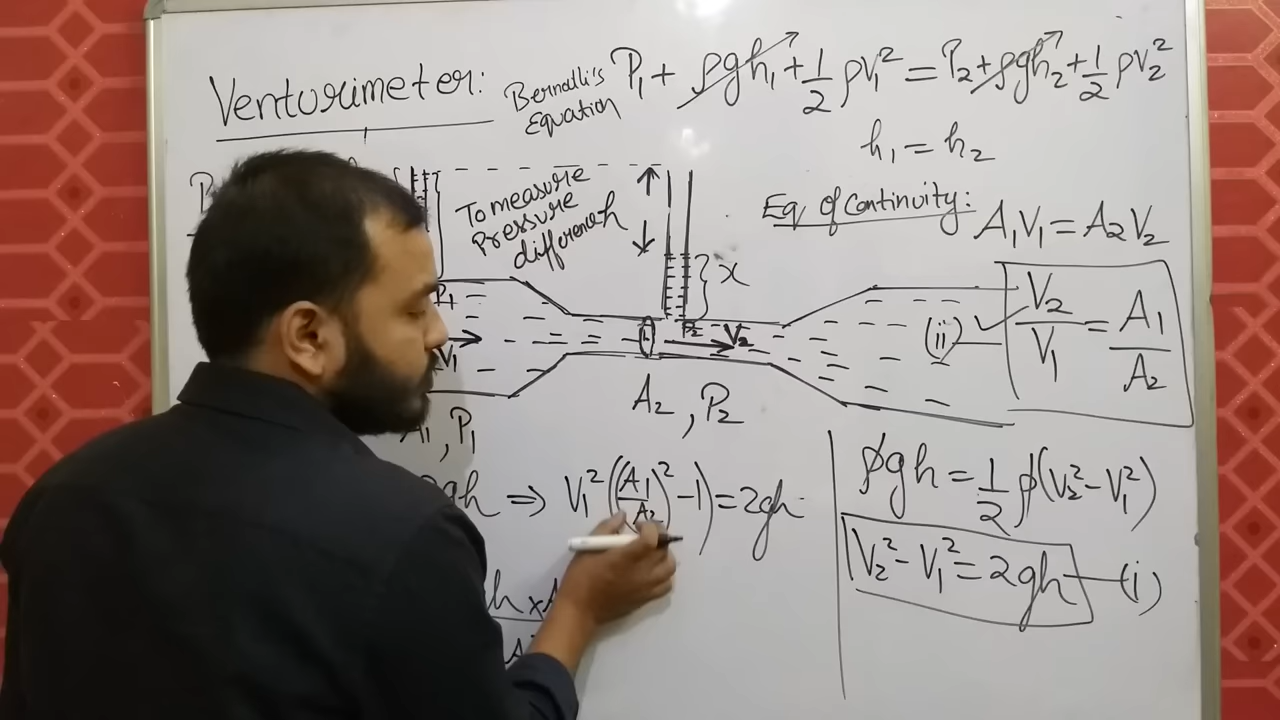 Venturimeter:
Bernolli's Equation P₁ + ρgh₁ + 1/2 ρv₁² = P₂ + ρgh₂ + 1/2 ρv₂²
h₁ = h₂
To measure
Pressure
difference h
x
Eq of Continuity: A₁V₁ = A₂V₂
(ii) V₂/V₁ = A₁/A₂
P₁
V₁
P₂
V₂
A₁, P₁
A₂, P₂
gh ⇒ V₁²((A₁/A₂)² - 1) = 2gh
ρgh = 1/2 ρ(V₂² - V₁²)
V₂² - V₁² = 2gh (i)